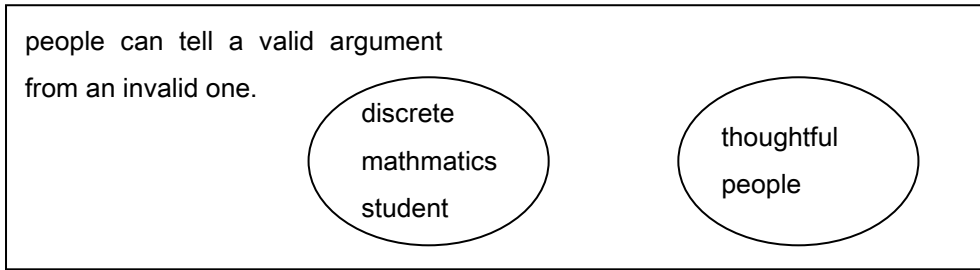 people can tell a valid argument
from an invalid one.
discrete
mathmatics
student
thoughtful
people